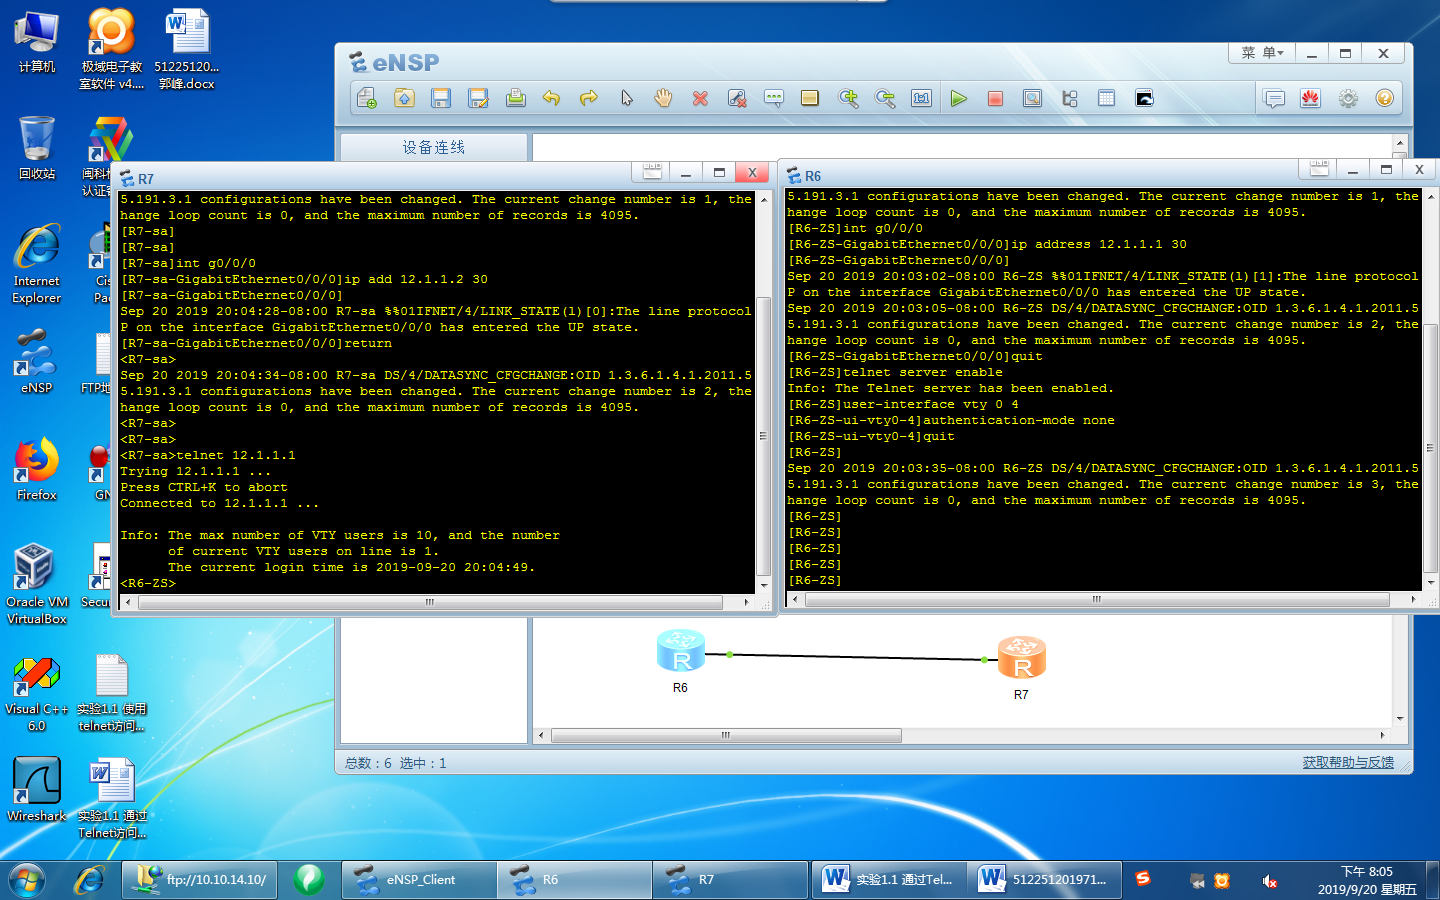 计算机
极域电子教
室软件 v4....
51225120...
郭峰.docx
回收站
闽科
认证
Internet
Explorer
Cis
Pac
eNSP
FTP地
Firefox
GN
Oracle VM
VirtualBox
Secur
Visual C++
6.0
实验1.1 使用
telnet访问...
Wireshark
实验1.1 通过
Telnet访问...
eNSP
菜 单
1:1
设备连线
R7
5.191.3.1 configurations have been changed. The current change number is 1, the
hange loop count is 0, and the maximum number of records is 4095.
[R7-sa]
[R7-sa]
[R7-sa]int g0/0/0
[R7-sa-GigabitEthernet0/0/0]ip add 12.1.1.2 30
[R7-sa-GigabitEthernet0/0/0]
Sep 20 2019 20:04:28-08:00 R7-sa %%01IFNET/4/LINK_STATE(l)[0]:The line protocol
P on the interface GigabitEthernet0/0/0 has entered the UP state.
[R7-sa-GigabitEthernet0/0/0]return
<R7-sa>
Sep 20 2019 20:04:34-08:00 R7-sa DS/4/DATASYNC_CFGCHANGE:OID 1.3.6.1.4.1.2011.5
5.191.3.1 configurations have been changed. The current change number is 2, the
hange loop count is 0, and the maximum number of records is 4095.
<R7-sa>
<R7-sa>
<R7-sa>telnet 12.1.1.1
Trying 12.1.1.1 ...
Press CTRL+K to abort
Connected to 12.1.1.1 ...
Info: The max number of VTY users is 10, and the number
of current VTY users on line is 1.
The current login time is 2019-09-20 20:04:49.
<R6-ZS>
R6
5.191.3.1 configurations have been changed. The current change number is 1, the
hange loop count is 0, and the maximum number of records is 4095.
[R6-ZS]int g0/0/0
[R6-ZS-GigabitEthernet0/0/0]ip address 12.1.1.1 30
[R6-ZS-GigabitEthernet0/0/0]
Sep 20 2019 20:03:02-08:00 R6-ZS %%01IFNET/4/LINK_STATE(l)[1]:The line protocol
P on the interface GigabitEthernet0/0/0 has entered the UP state.
Sep 20 2019 20:03:05-08:00 R6-ZS DS/4/DATASYNC_CFGCHANGE:OID 1.3.6.1.4.1.2011.5
5.191.3.1 configurations have been changed. The current change number is 2, the
hange loop count is 0, and the maximum number of records is 4095.
[R6-ZS-GigabitEthernet0/0/0]quit
[R6-ZS]telnet server enable
Info: The Telnet server has been enabled.
[R6-ZS]user-interface vty 0 4
[R6-ZS-ui-vty0-4]authentication-mode none
[R6-ZS-ui-vty0-4]quit
[R6-ZS]
Sep 20 2019 20:03:35-08:00 R6-ZS DS/4/DATASYNC_CFGCHANGE:OID 1.3.6.1.4.1.2011.5
5.191.3.1 configurations have been changed. The current change number is 3, the
hange loop count is 0, and the maximum number of records is 4095.
[R6-ZS]
[R6-ZS]
[R6-ZS]
[R6-ZS]
[R6-ZS]
R
R6
R
R7
总数：6 选中：1
获取帮助与反馈
ftp://10.10.14.10/
eNSP_Client
R6
R7
实验1.1 通过Tel...
512251201971...
下午 8:05
2019/9/20 星期五